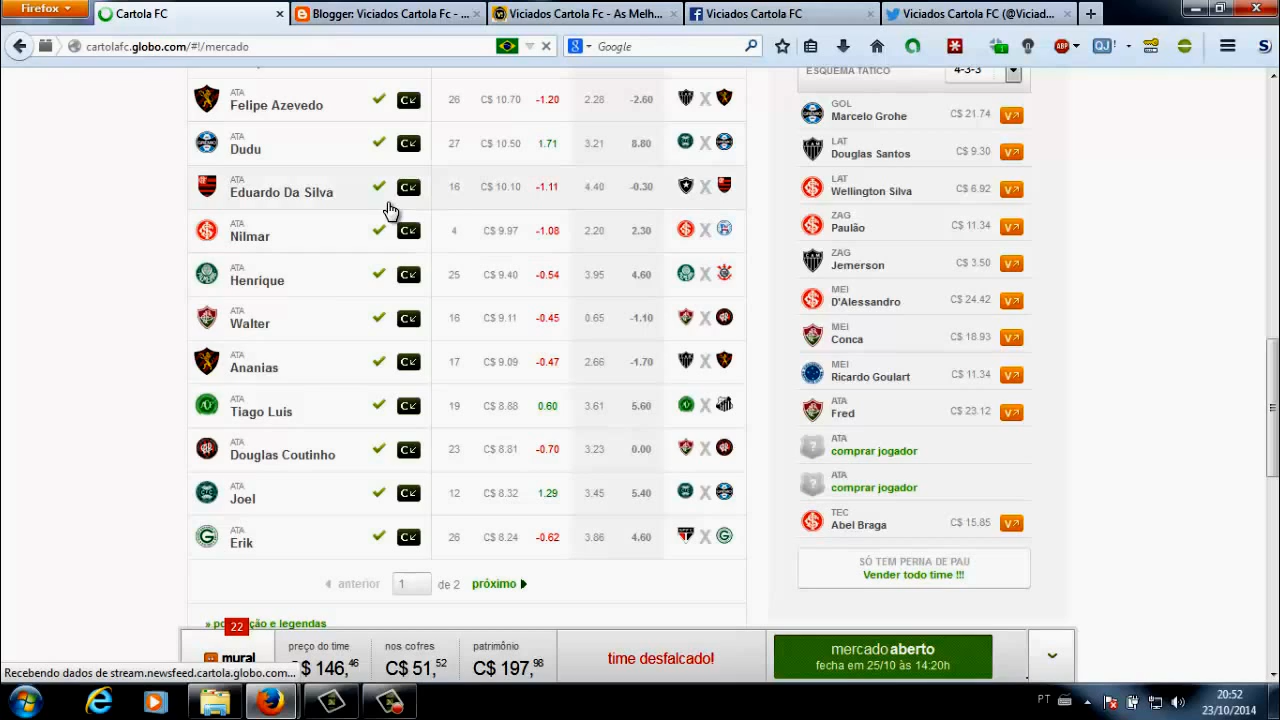 Firefox
Cartola FC
Blogger: Viciados Cartola Fc - ...
Viciados Cartola Fc - As Melh...
Viciados Cartola FC
Viciados Cartola FC (@Viciad...
cartolafc.globo.com/#!/mercado
Google
ABP
QJ!
ESQUEMA TÁTICO 4-3-3
ATA
Felipe Azevedo 26 C$ 10.70 -1.20 2.28 -2.60 X
ATA
Dudu 27 C$ 10.50 1.71 3.21 8.80 X
ATA
Eduardo Da Silva 16 C$ 10.10 -1.11 4.40 -0.30 X
ATA
Nilmar 4 C$ 9.97 -1.08 2.20 2.30 X
ATA
Henrique 25 C$ 9.40 -0.54 3.95 4.60 X
ATA
Walter 16 C$ 9.11 -0.45 0.65 -1.10 X
ATA
Ananias 17 C$ 9.09 -0.47 2.66 -1.70 X
ATA
Tiago Luis 19 C$ 8.88 0.60 3.61 5.60 X
ATA
Douglas Coutinho 23 C$ 8.81 -0.70 3.23 0.00 X
ATA
Joel 12 C$ 8.32 1.29 3.45 5.40 X
ATA
Erik 26 C$ 8.24 -0.62 3.86 4.60 X
anterior 1 de 2 próximo
GOL
Marcelo Grohe C$ 21.74
LAT
Douglas Santos C$ 9.30
LAT
Wellington Silva C$ 6.92
ZAG
Paulão C$ 11.34
ZAG
Jemerson C$ 3.50
MEI
D'Alessandro C$ 24.42
MEI
Conca C$ 18.93
MEI
Ricardo Goulart C$ 11.34
ATA
Fred C$ 23.12
ATA
comprar jogador
ATA
comprar jogador
TEC
Abel Braga C$ 15.85
SÓ TEM PERNA DE PAU
Vender todo time !!!
22
mural
preço do time
C$ 146,46
nos cofres
C$ 51,52
patrimônio
C$ 197,98
time desfalcado!
mercado aberto
fecha em 25/10 às 14:20h
Recebendo dados de stream.newsfeed.cartola.globo.com...
PT
20:52
23/10/2014